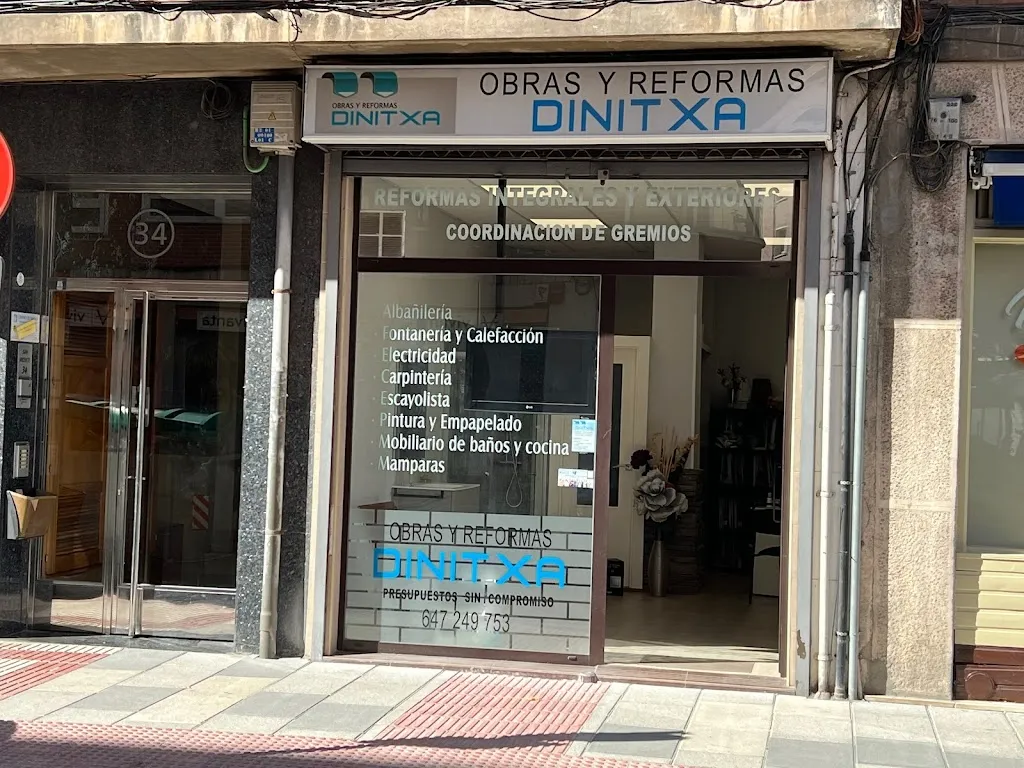 OBRAS Y REFORMAS
DINITXA
OBRAS Y REFORMAS
DINITXA
34
REFORMAS INTEGRALES Y EXTERIORES
COORDINACION DE GREMIOS
Albañilería
Fontanería y Calefacción
Electricidad
Carpintería
Escayolista
Pintura y Empapelado
Mobiliario de baños y cocina
Mamparas
OBRAS Y REFORMAS
DINITXA
PRESUPUESTOS SIN COMPROMISO
647 249 753